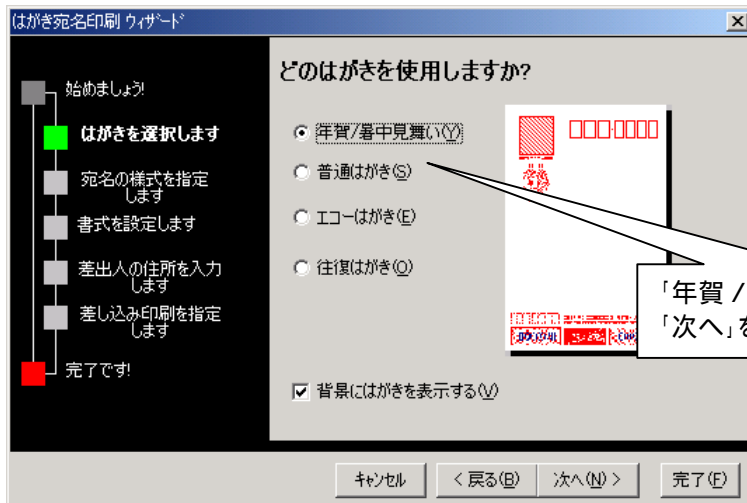 はがき宛名印刷 ウィザード
始めましょう!
はがきを選択します
宛名の様式を指定
します
書式を設定します
差出人の住所を入力
します
差し込み印刷を指定
します
完了です!
どのはがきを使用しますか?
年賀/暑中見舞い(Y)
普通はがき(S)
エコーはがき(E)
往復はがき(O)
「年賀 /
「次へ」を
背景にはがきを表示する(V)
キャンセル
< 戻る(B)
次へ(N) >
完了(F)